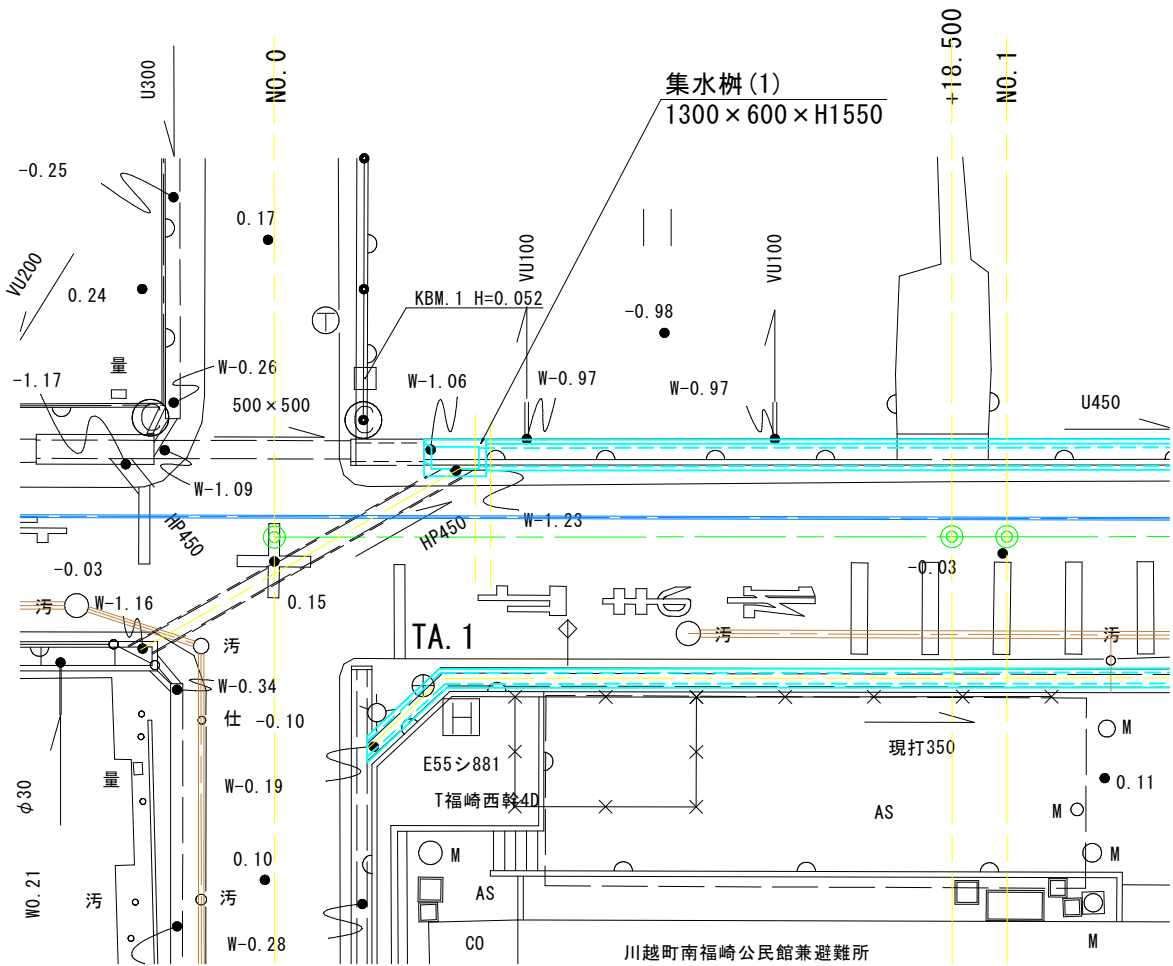 U300
NO.0
+18.500
NO.1
集水桝(1)
1300×600×H1550
-0.25
0.17
VU200
0.24
VU100
VU100
T
KBM.1 H=0.052
-0.98
量
W-0.26
-1.17
W-1.06
W-0.97
W-0.97
500×500
U450
W-1.09
W-1.23
HP450
HP450
-0.03
-0.03
汚
W-1.16
0.15
汚
TA.1
汚
汚
W-0.34
仕
-0.10
H
M
現打350
E55シ881
量
W-0.19
T福崎西幹4D
0.11
φ30
AS
M
0.10
M
M
W0.21
汚
汚
AS
W-0.28
CO
川越町南福崎公民館兼避難所
M